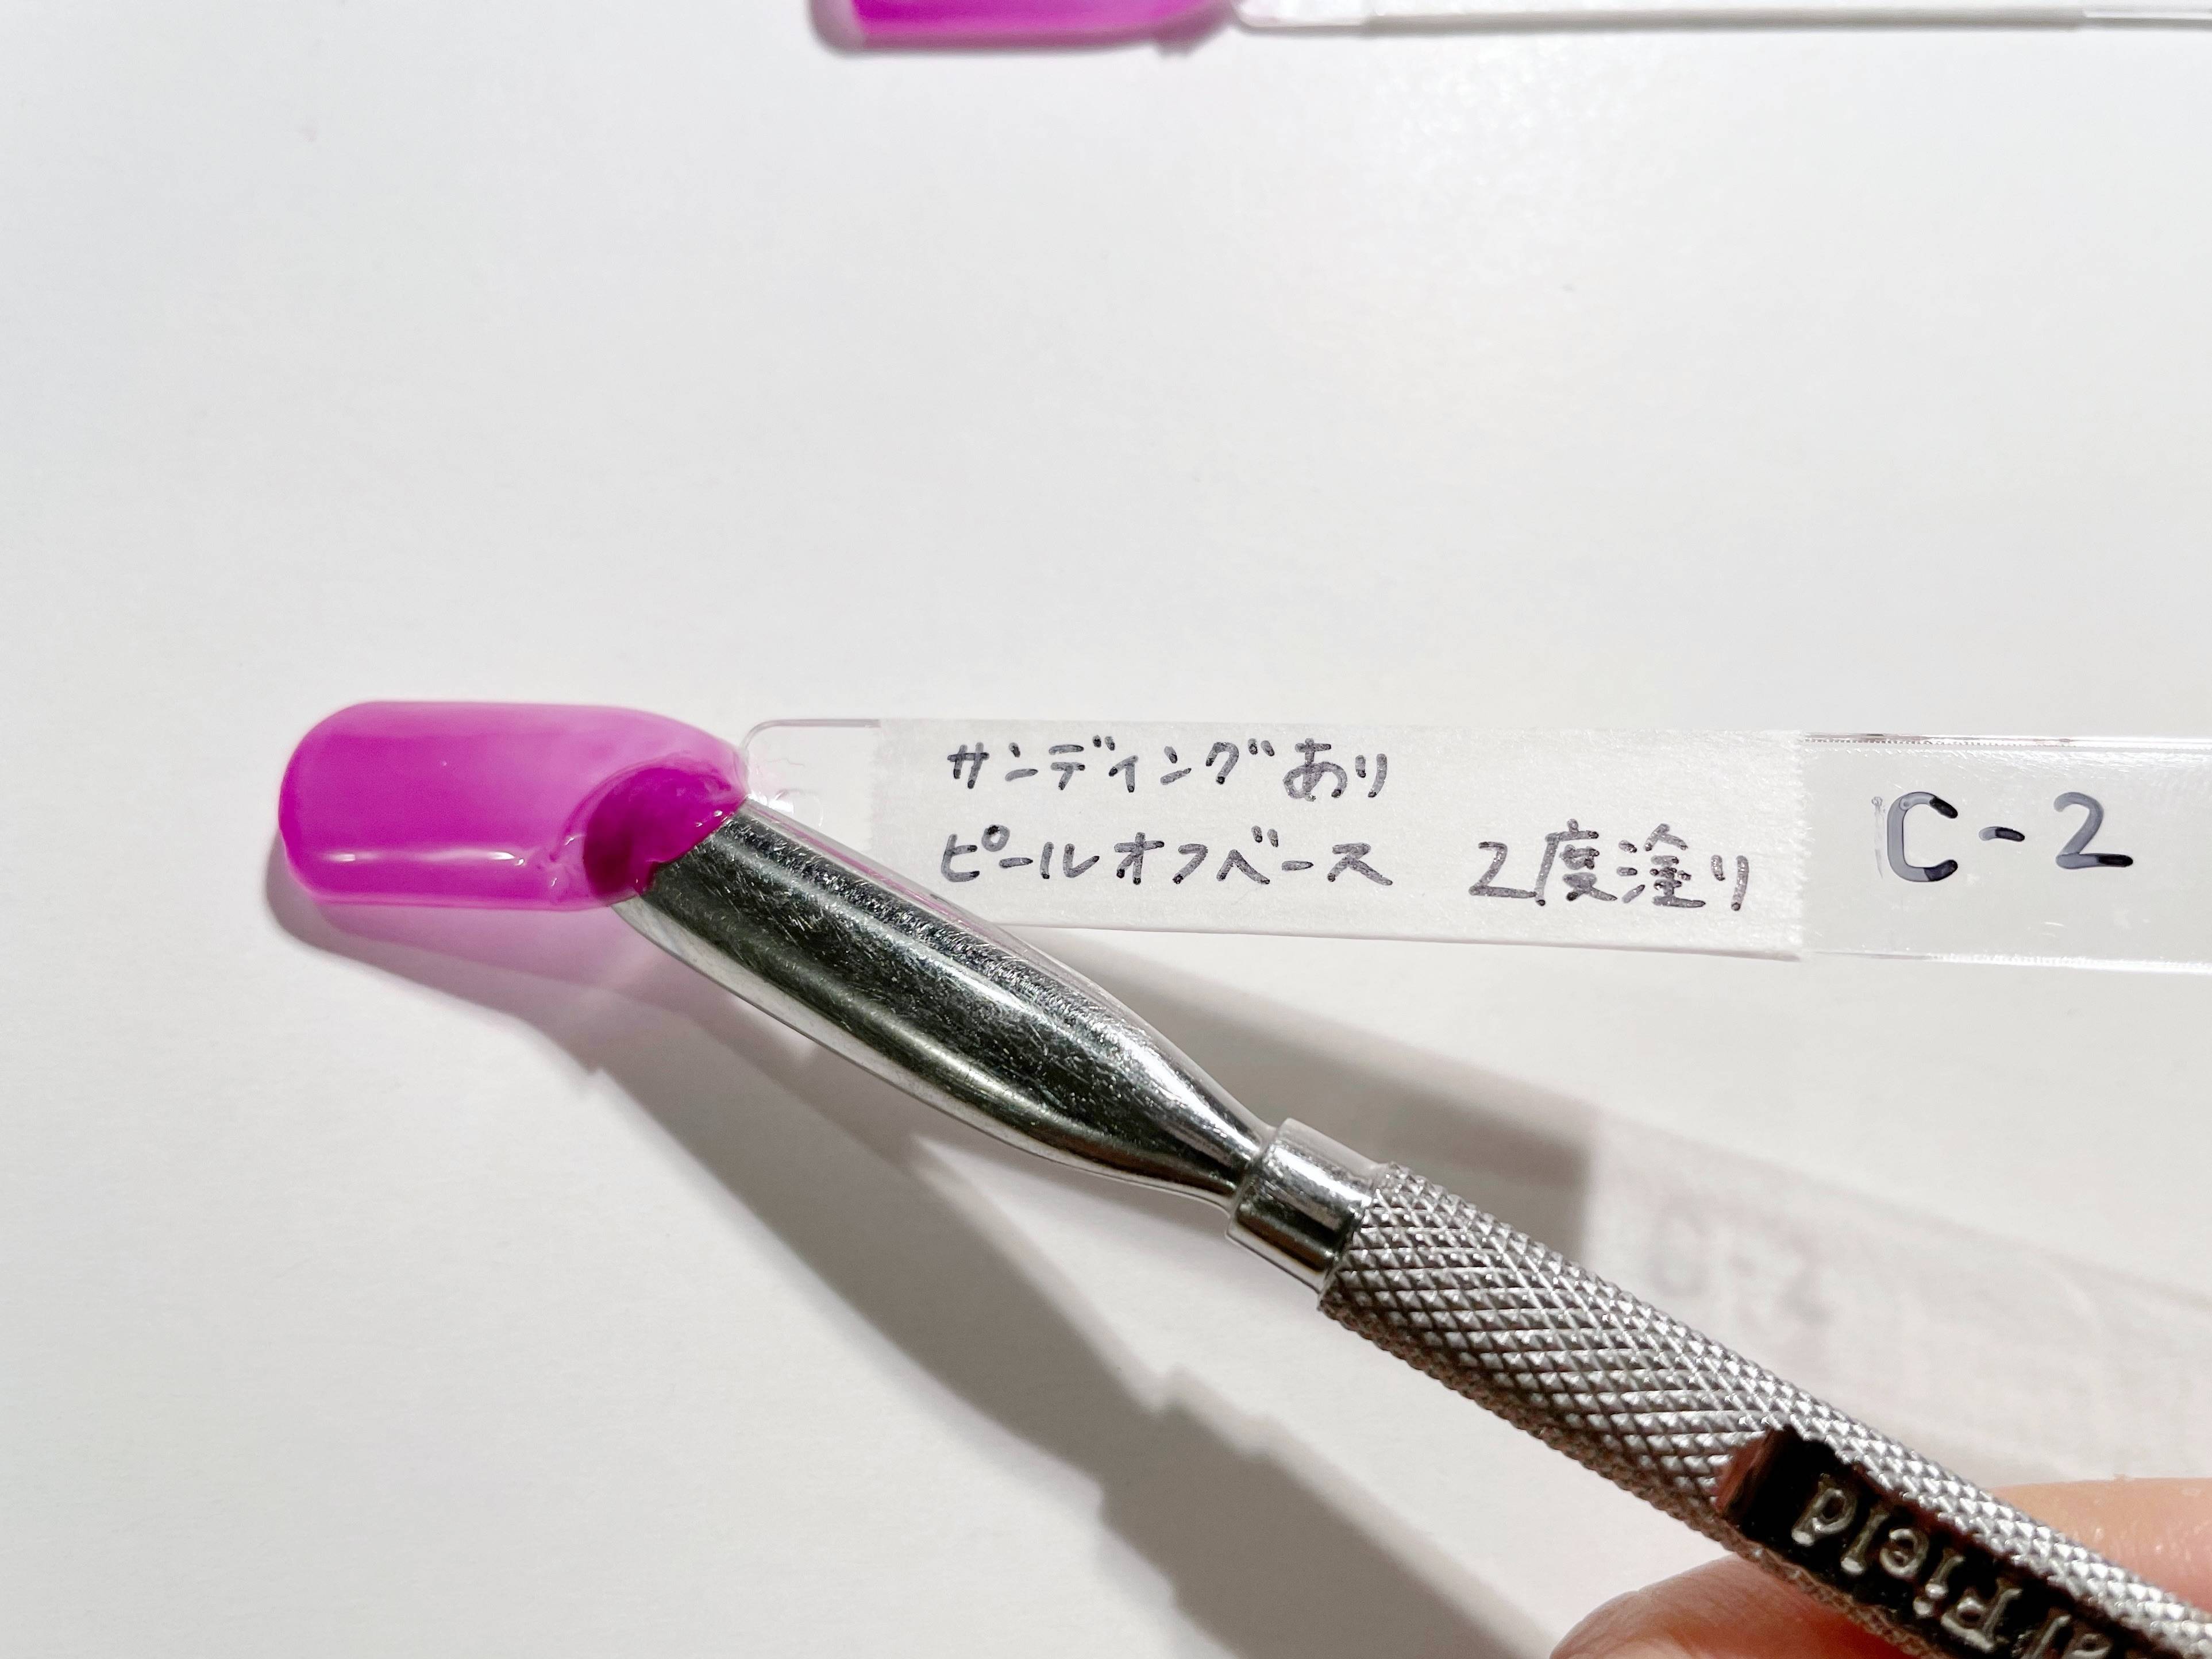 サンディングあり
ピールオフベース 2度塗り
C-2
Field